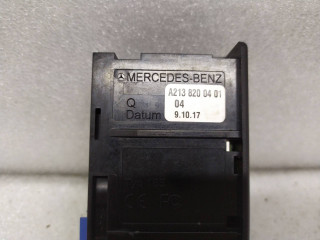 MERCEDES-BENZ
A213 820 04 01
Q 04
Datum 9.10.17